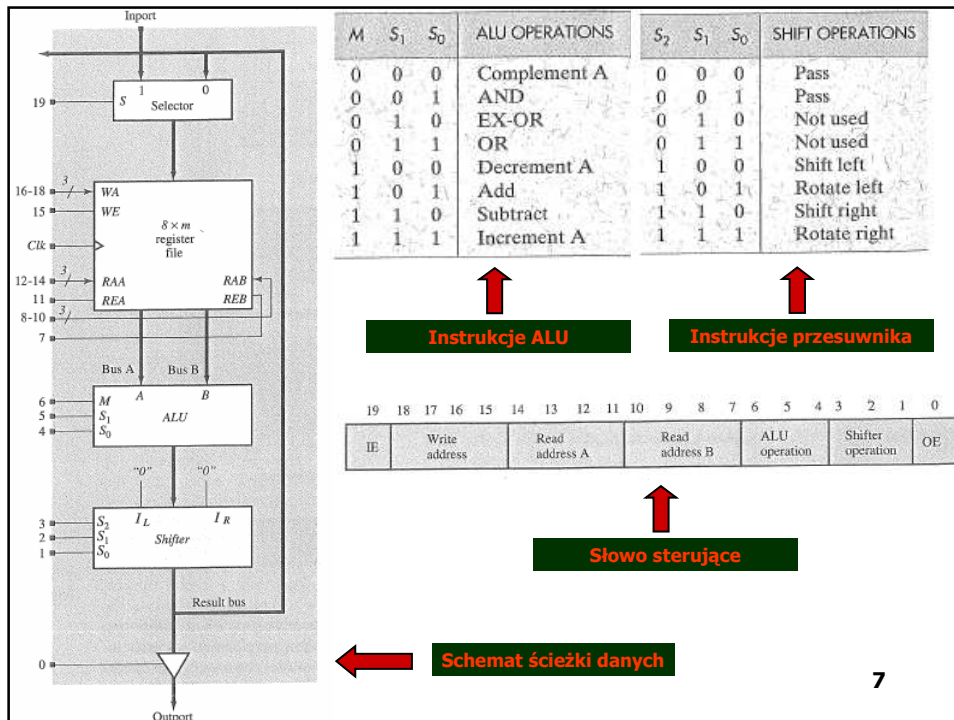 Inport
1 0
19 S Selector
16-18 3 WA
15 WE
8 × m
register
file
Clk
12-14 3 RAA RAB
11 REA REB
8-10 3
7
Bus A Bus B
6 M A B
5 S1 ALU
4 S0
"0" "0"
3 S2 IL IR
2 S1 Shifter
1 S0
Result bus
0
Outport
M S1 S0 ALU OPERATIONS
0 0 0 Complement A
0 0 1 AND
0 1 0 EX-OR
0 1 1 OR
1 0 0 Decrement A
1 0 1 Add
1 1 0 Subtract
1 1 1 Increment A
Instrukcje ALU
S2 S1 S0 SHIFT OPERATIONS
0 0 0 Pass
0 0 1 Pass
0 1 0 Not used
0 1 1 Not used
1 0 0 Shift left
1 0 1 Rotate left
1 1 0 Shift right
1 1 1 Rotate right
Instrukcje przesuwnika
19 18 17 16 15 14 13 12 11 10 9 8 7 6 5 4 3 2 1 0
IE Write address Read address A Read address B ALU operation Shifter operation OE
Słowo sterujące
Schemat ścieżki danych
7